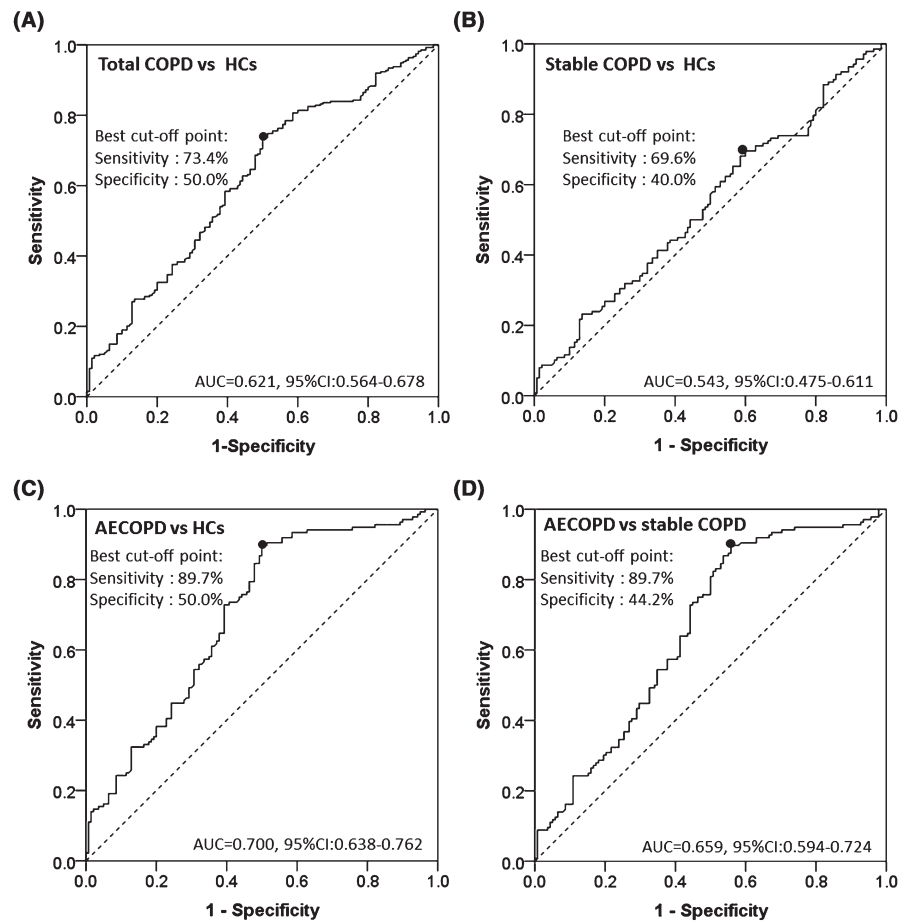 (A)
Total COPD vs HCs
Best cut-off point:
Sensitivity : 73.4%
Specificity : 50.0%
AUC=0.621, 95%CI:0.564-0.678
Sensitivity
1.0
0.8
0.6
0.4
0.2
0.0
0.0 0.2 0.4 0.6 0.8 1.0
1-Specificity
(B)
Stable COPD vs HCs
Best cut-off point:
Sensitivity : 69.6%
Specificity : 40.0%
AUC=0.543, 95%CI:0.475-0.611
Sensitivity
1.0
0.8
0.6
0.4
0.2
0.0
0.0 0.2 0.4 0.6 0.8 1.0
1 - Specificity
(C)
AECOPD vs HCs
Best cut-off point:
Sensitivity : 89.7%
Specificity : 50.0%
AUC=0.700, 95%CI:0.638-0.762
Sensitivity
1.0
0.8
0.6
0.4
0.2
0.0
0.0 0.2 0.4 0.6 0.8 1.0
1 - Specificity
(D)
AECOPD vs stable COPD
Best cut-off point:
Sensitivity : 89.7%
Specificity : 44.2%
AUC=0.659, 95%CI:0.594-0.724
Sensitivity
1.0
0.8
0.6
0.4
0.2
0.0
0.0 0.2 0.4 0.6 0.8 1.0
1 - Specificity